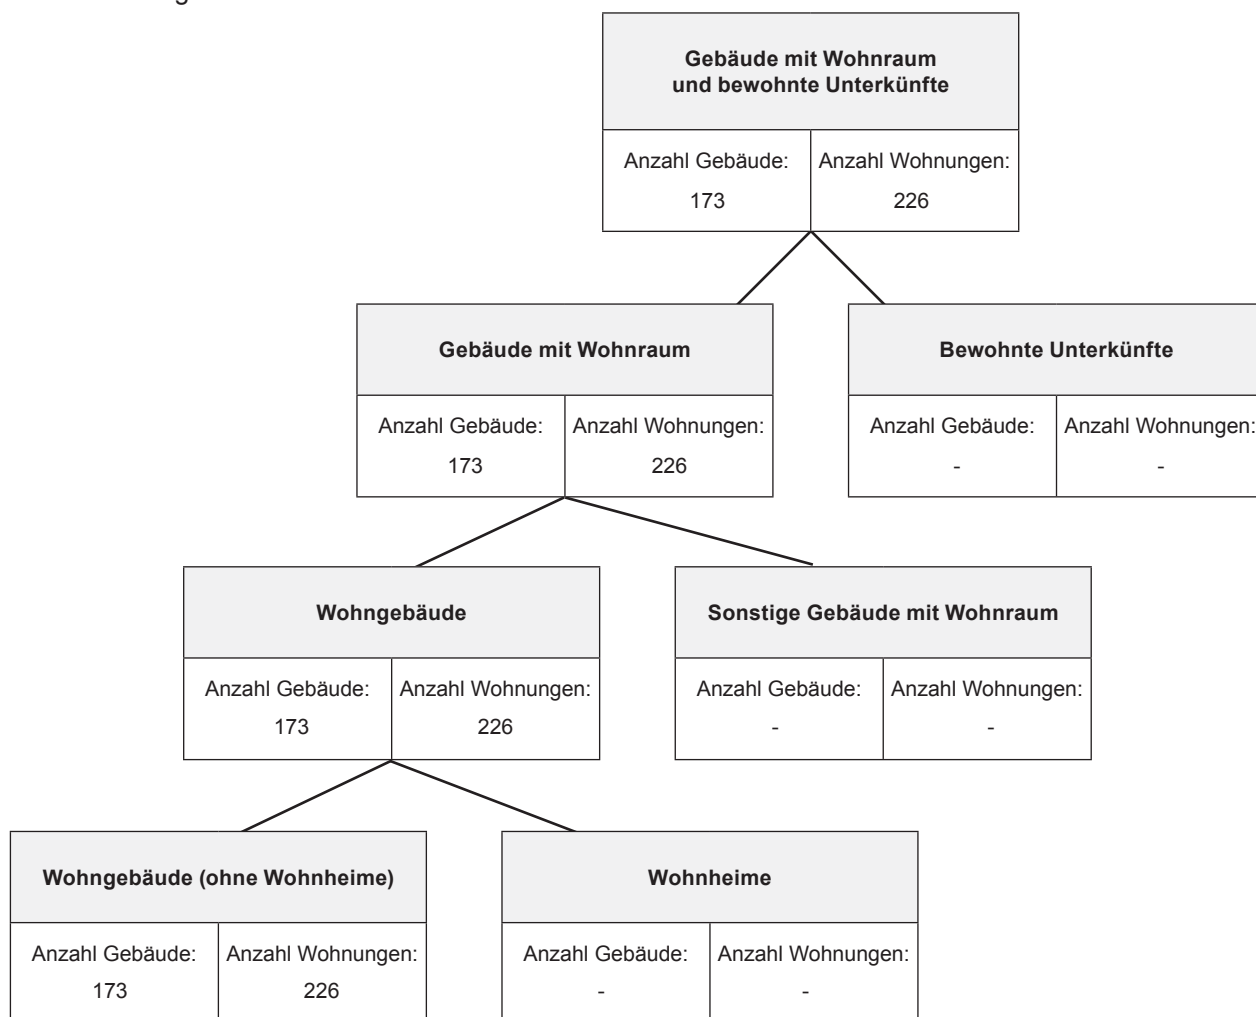 Gebäude mit Wohnraum
und bewohnte Unterkünfte
Anzahl Gebäude: Anzahl Wohnungen:
173 226
Gebäude mit Wohnraum
Anzahl Gebäude: Anzahl Wohnungen:
173 226
Bewohnte Unterkünfte
Anzahl Gebäude: Anzahl Wohnungen:
- -
Wohngebäude
Anzahl Gebäude: Anzahl Wohnungen:
173 226
Sonstige Gebäude mit Wohnraum
Anzahl Gebäude: Anzahl Wohnungen:
- -
Wohngebäude (ohne Wohnheime)
Anzahl Gebäude: Anzahl Wohnungen:
173 226
Wohnheime
Anzahl Gebäude: Anzahl Wohnungen:
- -